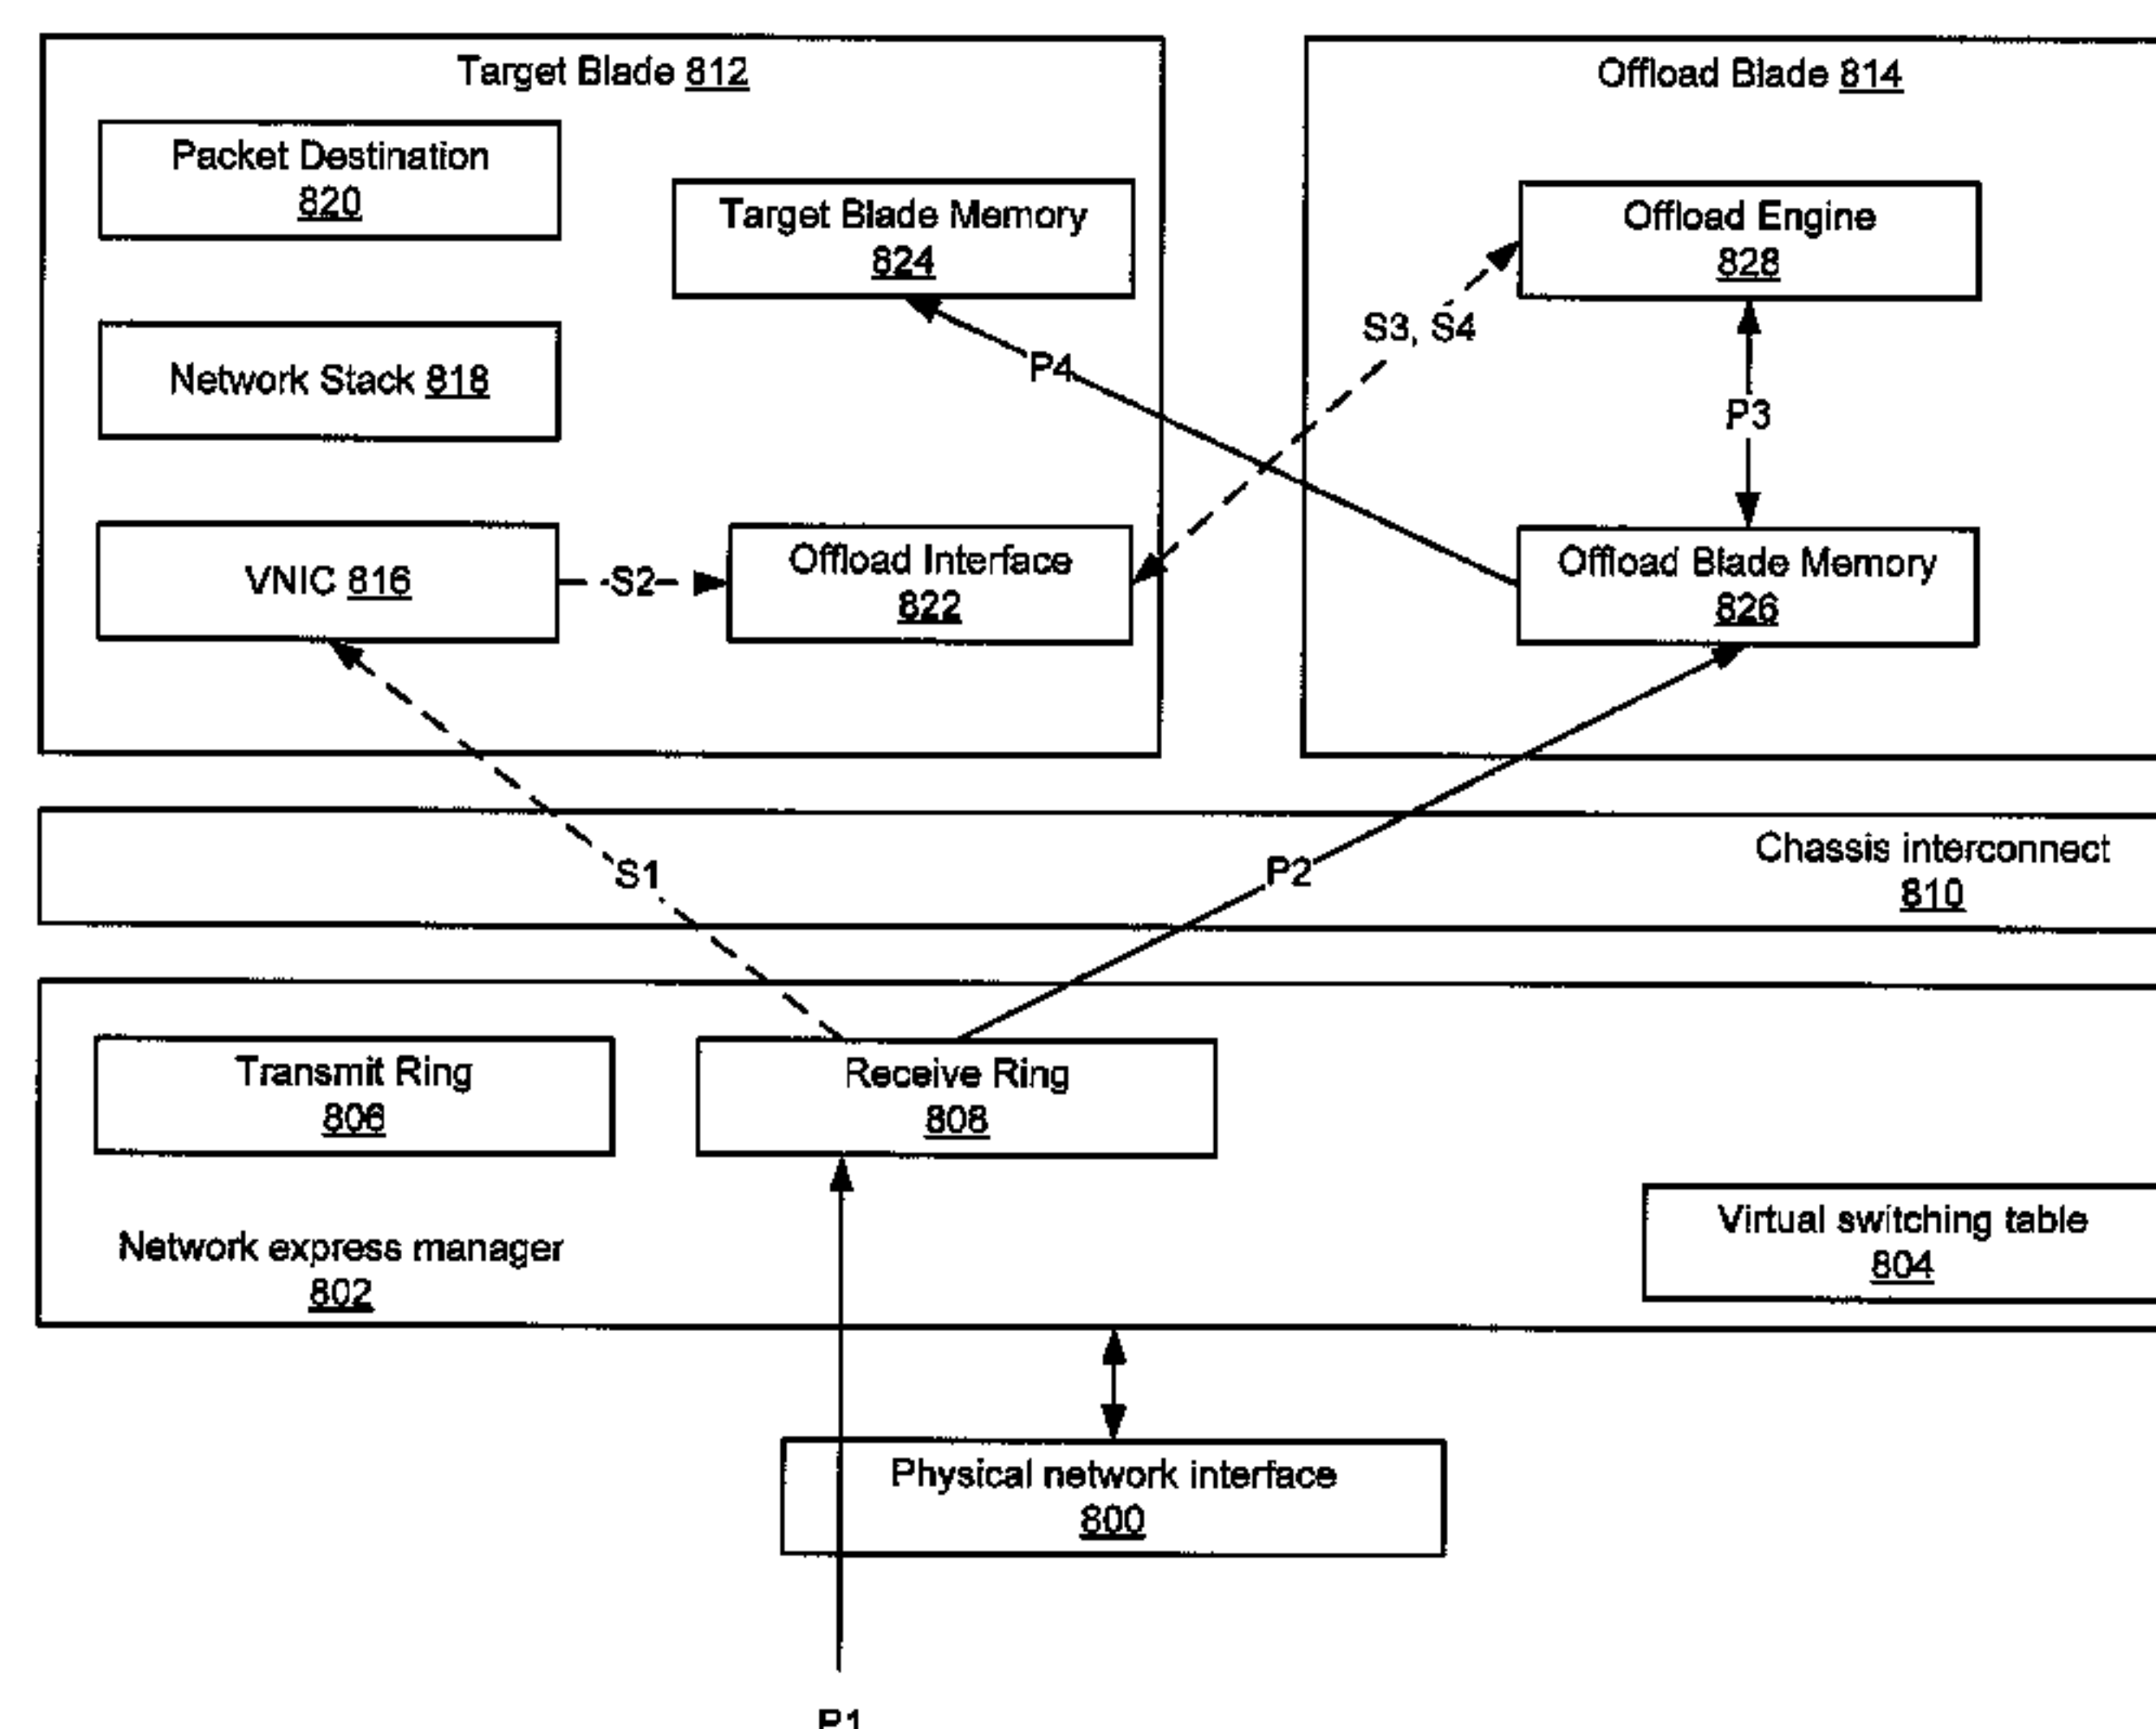 Target Blade 812
Offload Blade 814
Packet Destination
820
Target Blade Memory
824
Offload Engine
828
S3, S4
P4
Network Stack 818
P3
VNIC 816
S2
Offload Interface
822
Offload Blade Memory
826
Chassis interconnect
810
S1
P2
Transmit Ring
806
Receive Ring
808
Virtual switching table
804
Network express manager
802
Physical network interface
800
P1